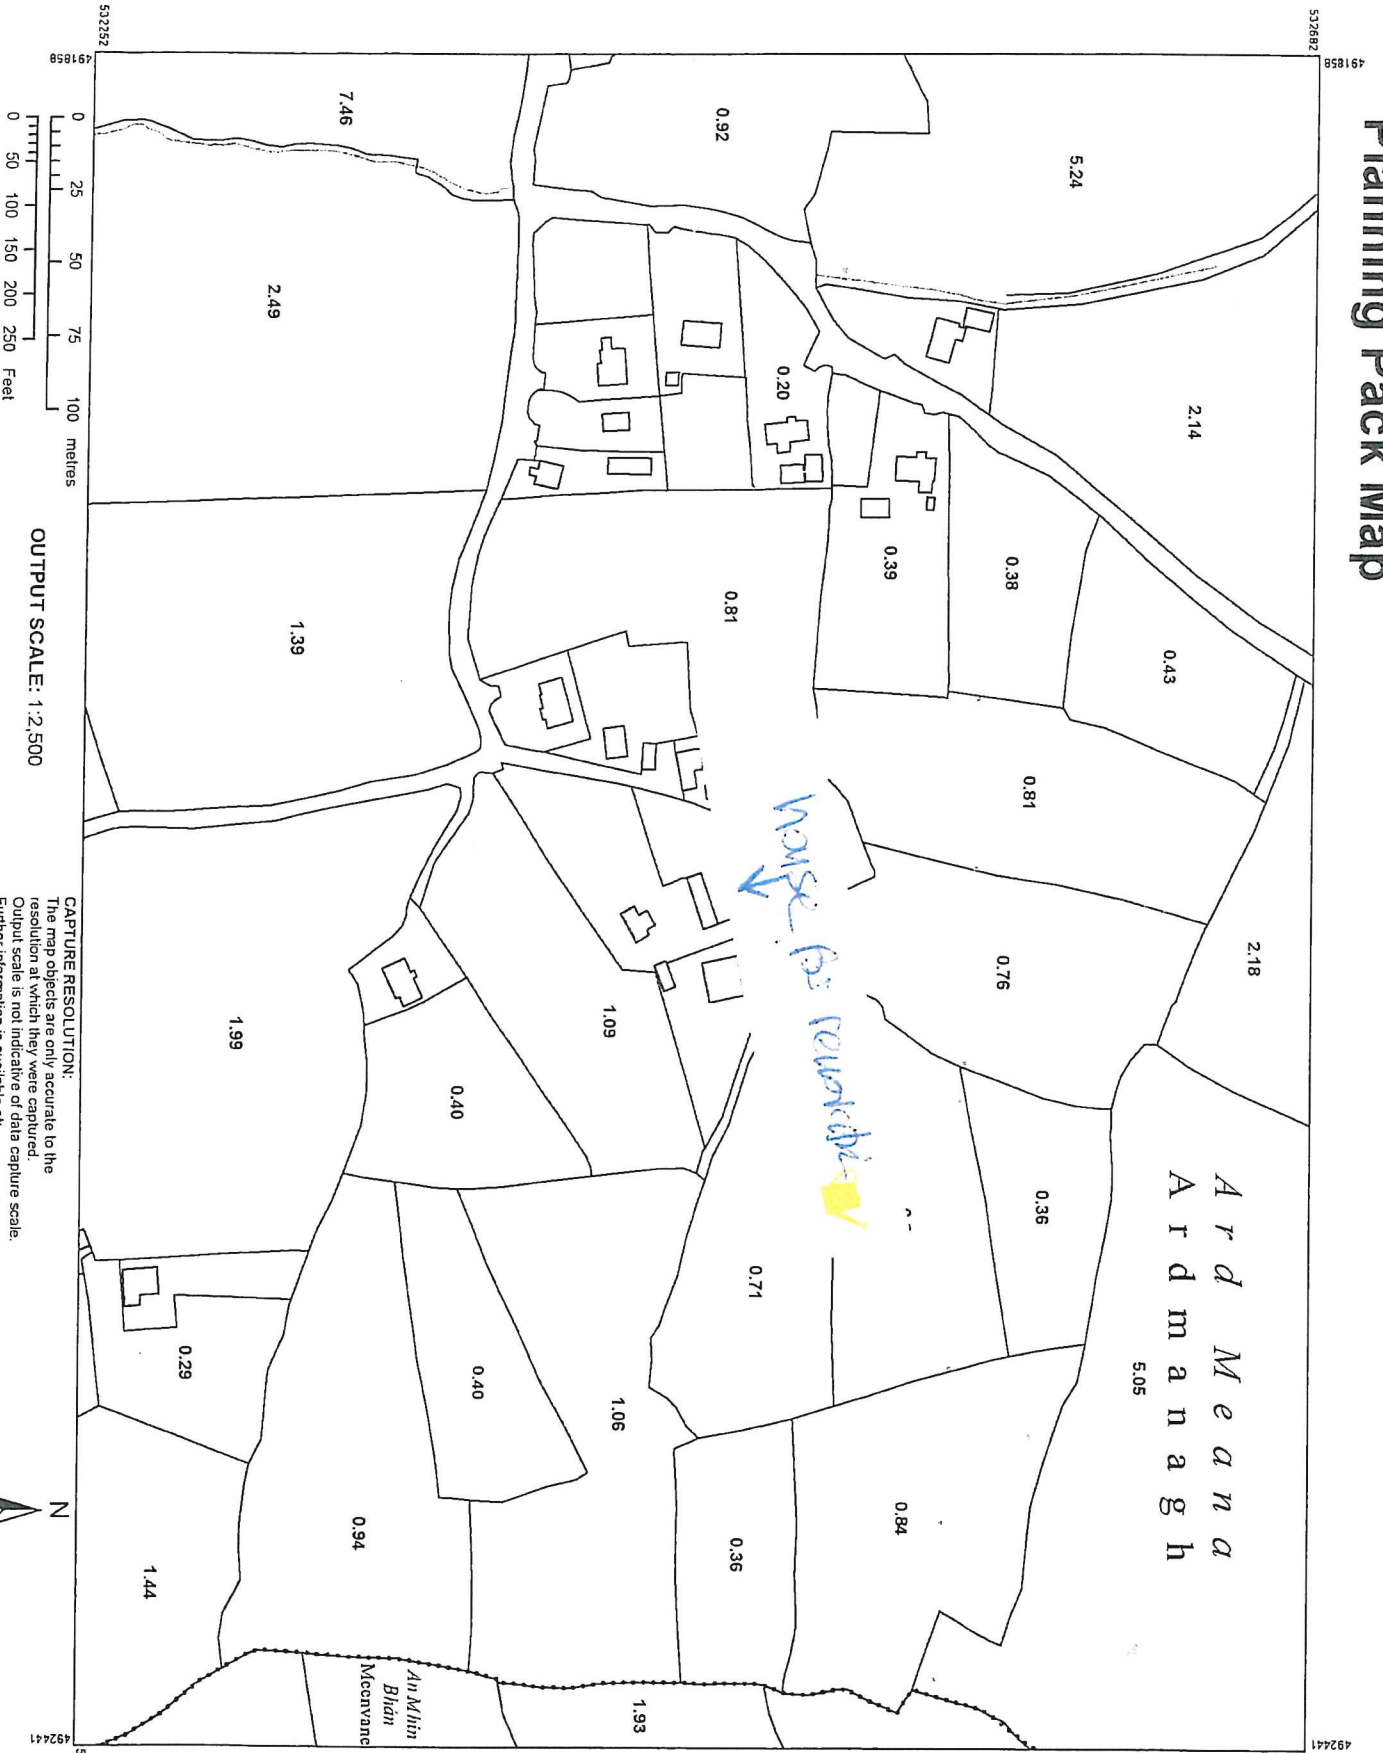 Planning Pack Map
532252
532682
491858
491858
492441
492441
7.46
0.92
5.24
2.49
0.20
2.14
1.39
0.81
0.39
0.38
0.43
0.81
2.18
0.76
1.99
1.09
0.40
0.36
0.71
5.05
0.29
0.40
1.06
0.84
0.94
0.36
1.44
1.93
Ard Meana
Ardmanagh
An Mhin
Bhán
Meenvane
house for renovation
0 25 50 75 100 metres
0 50 100 150 200 250 Feet
OUTPUT SCALE: 1:2,500
CAPTURE RESOLUTION:
The map objects are only accurate to the
resolution at which they were captured.
Output scale is not indicative of data capture scale.
N